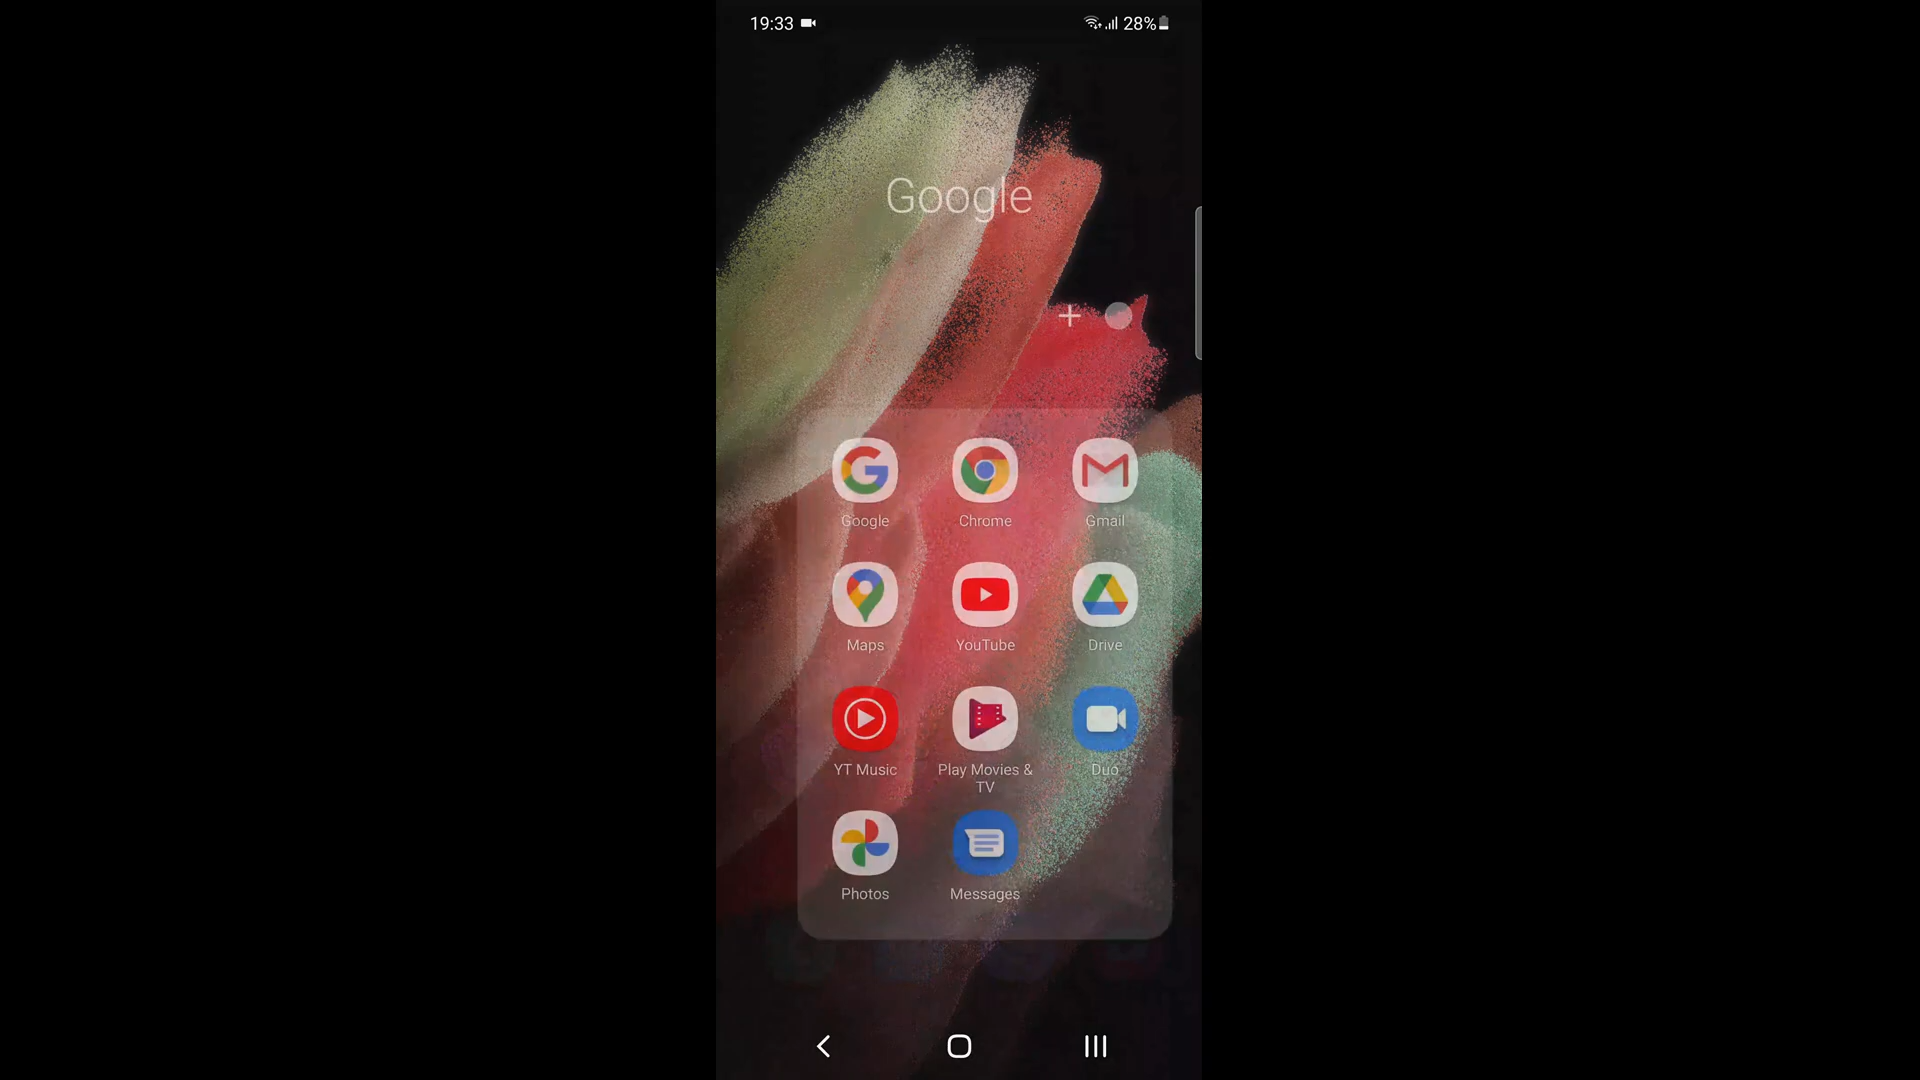 19:33 28%
Google
Google Chrome Gmail
Maps YouTube Drive
YT Music Play Movies & Duo
TV
Photos Messages